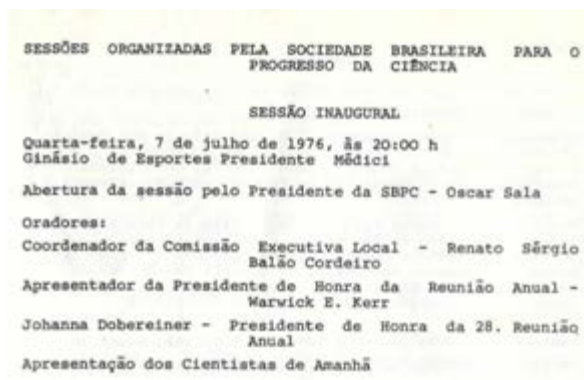 SESSÕES ORGANIZADAS PELA SOCIEDADE BRASILEIRA PARA O
PROGRESSO DA CIÊNCIA
SESSÃO INAUGURAL
Quarta-feira, 7 de julho de 1976, às 20:00 h
Ginásio de Esportes Presidente Médici
Abertura da sessão pelo Presidente da SBPC - Oscar Sala
Oradores:
Coordenador da Comissão Executiva Local - Renato Sérgio
Balão Cordeiro
Apresentador da Presidente de Honra da Reunião Anual -
Warwick E. Kerr
Johanna Dobereiner - Presidente de Honra da 28. Reunião
Anual
Apresentação dos Cientistas de Amanhã